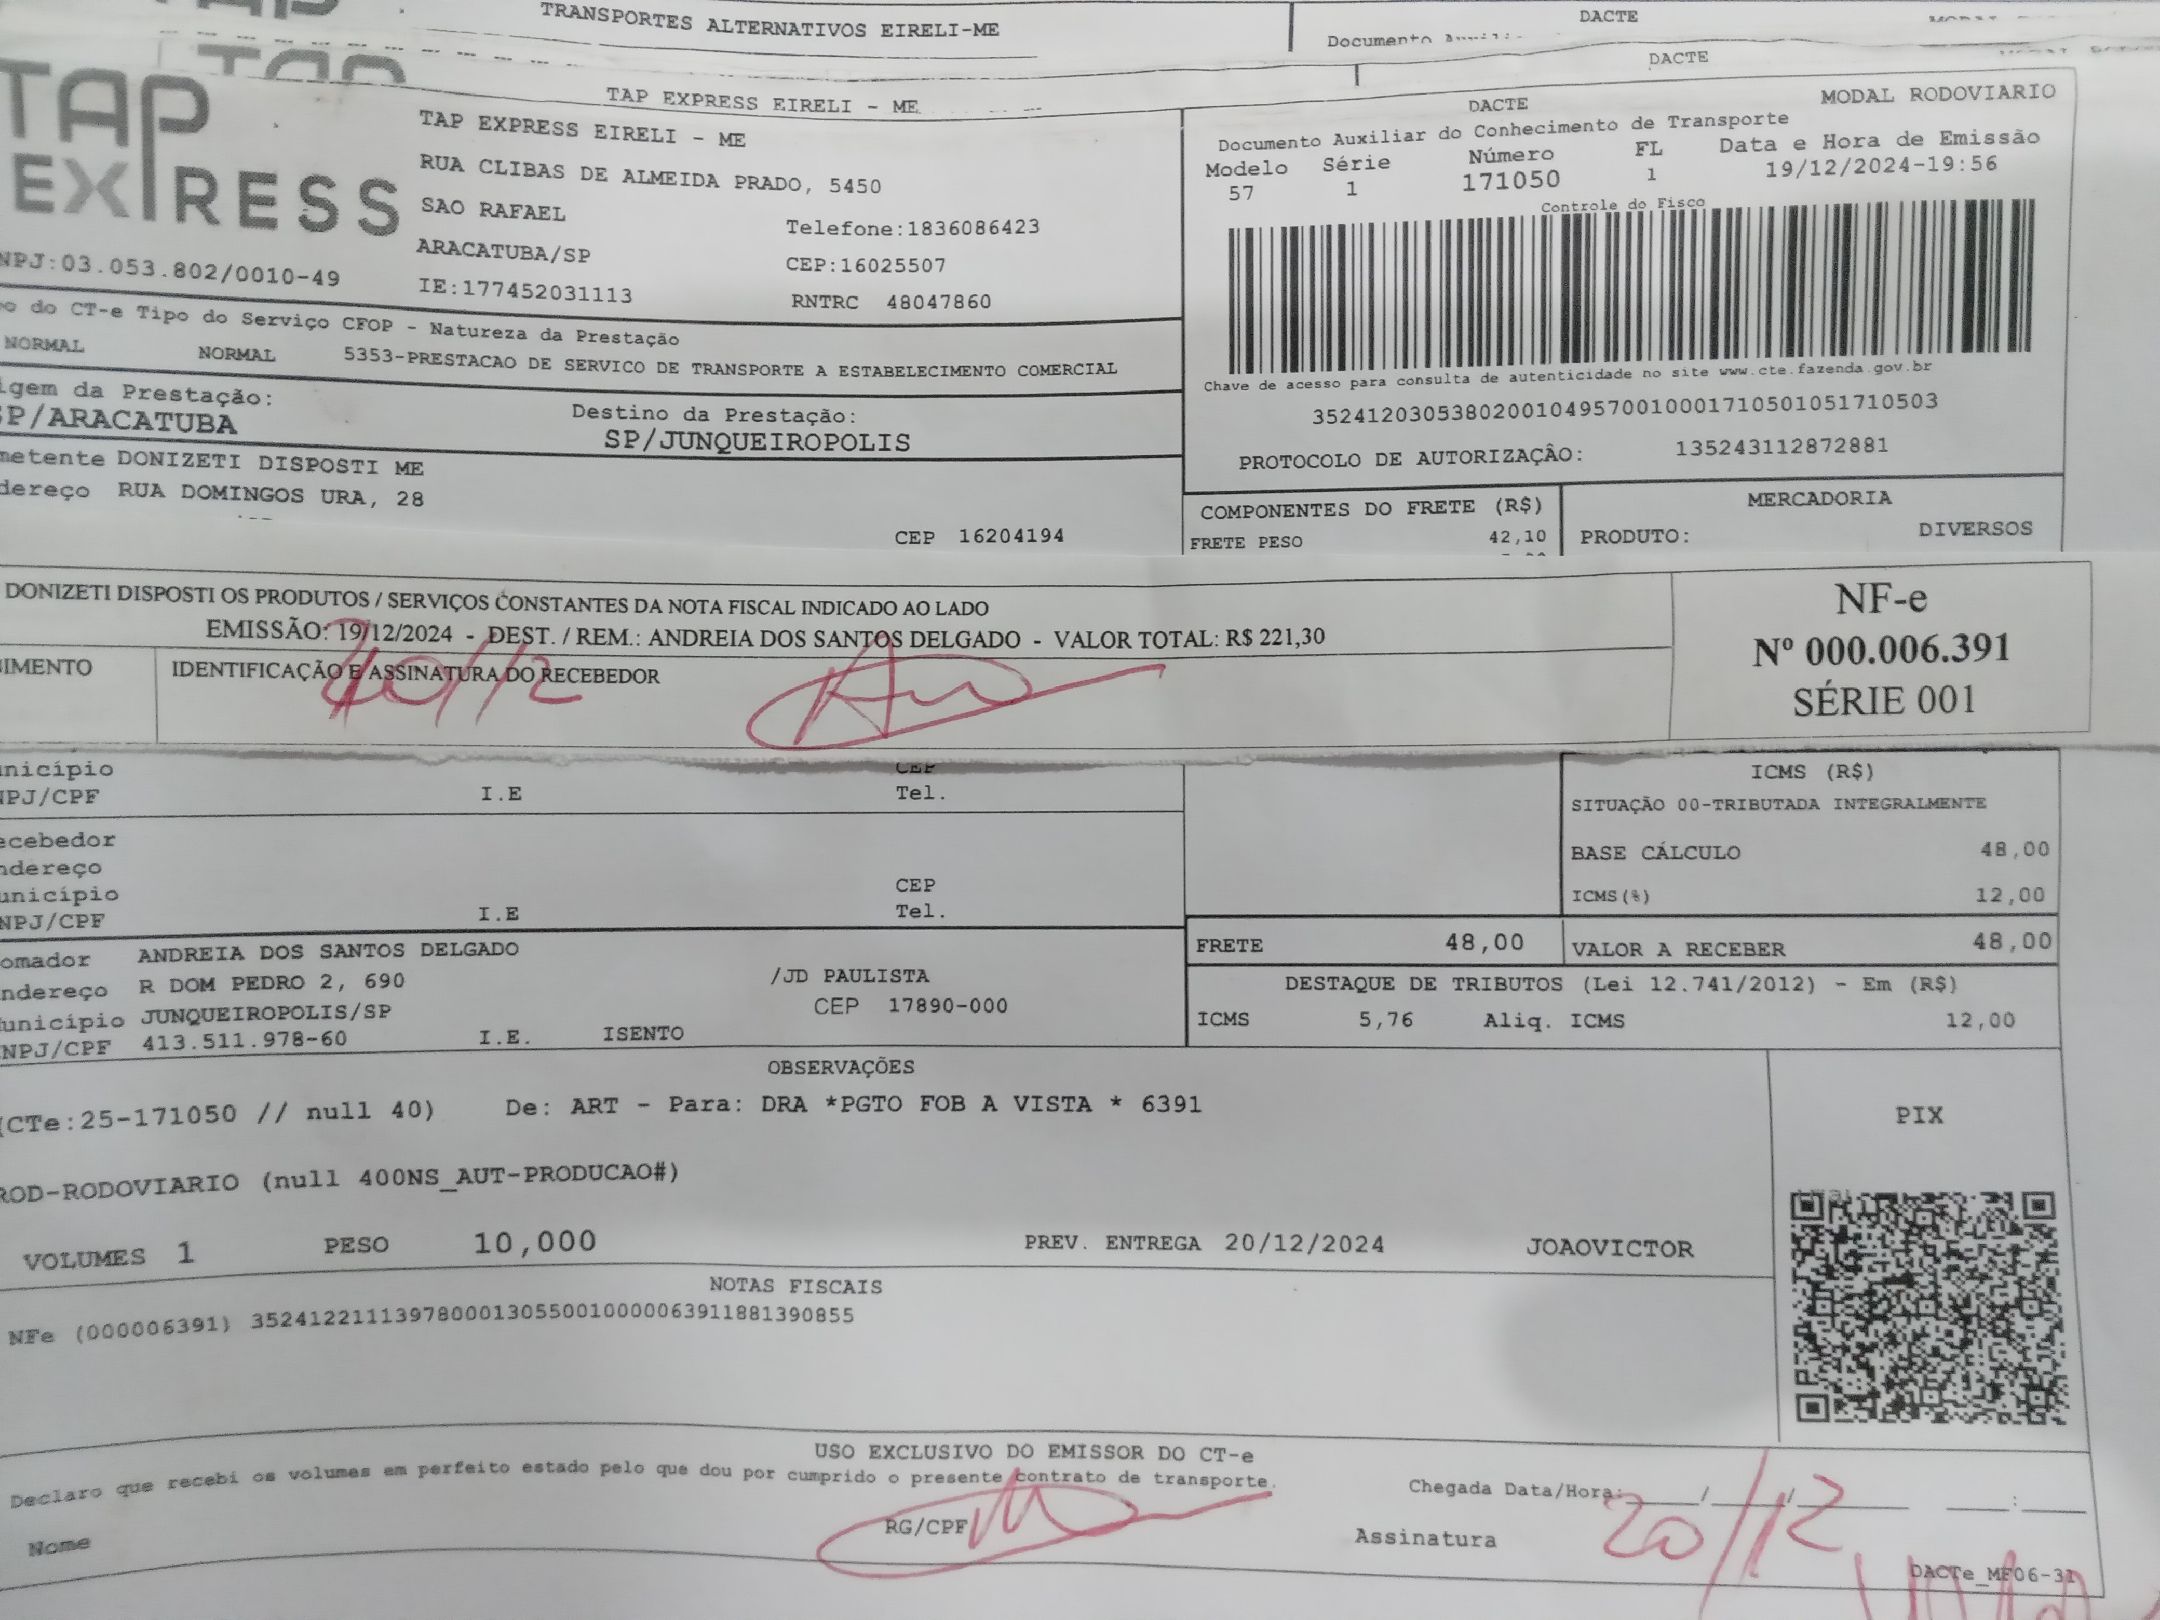 TRANSPORTES ALTERNATIVOS EIRELI-ME
DACTE
Documento
DACTE
TAP EXPRESS EIRELI - ME
TAP EXPRESS
TAP EXPRESS EIRELI - ME
RUA CLIBAS DE ALMEIDA PRADO, 5450
SAO RAFAEL
Telefone:1836086423
ARACATUBA/SP
CEP:16025507
NPJ:03.053.802/0010-49
IE:177452031113
RNTRC 48047860
DACTE
MODAL RODOVIARIO
Documento Auxiliar do Conhecimento de Transporte
Modelo Série Número FL Data e Hora de Emissão
57 1 171050 1 19/12/2024-19:56
Controle do Fisco
Chave de acesso para consulta de autenticidade no site www.cte.fazenda.gov.br
35241203053802001049570010001710501051710503
PROTOCOLO DE AUTORIZAÇÂO: 135243112872881
po do CT-e Tipo do Serviço CFOP - Natureza da Prestação
NORMAL NORMAL 5353-PRESTACAO DE SERVICO DE TRANSPORTE A ESTABELECIMENTO COMERCIAL
igem da Prestação:
SP/ARACATUBA
Destino da Prestação:
SP/JUNQUEIROPOLIS
metente DONIZETI DISPOSTI ME
dereço RUA DOMINGOS URA, 28
CEP 16204194
COMPONENTES DO FRETE (R$)
FRETE PESO 42,10
MERCADORIA
PRODUTO: DIVERSOS
DONIZETI DISPOSTI OS PRODUTOS / SERVIÇOS CONSTANTES DA NOTA FISCAL INDICADO AO LADO
EMISSÃO: 19/12/2024 - DEST. / REM.: ANDREIA DOS SANTOS DELGADO - VALOR TOTAL: R$ 221,30
IMENTO
IDENTIFICAÇÃO E ASSINATURA DO RECEBEDOR
20/12
NF-e
Nº 000.006.391
SÉRIE 001
nicípio CEP
NPJ/CPF I.E Tel.
ecebedor
ndereço
unicípio CEP
NPJ/CPF I.E Tel.
ICMS (R$)
SITUAÇÃO 00-TRIBUTADA INTEGRALMENTE
BASE CÁLCULO 48,00
ICMS(%) 12,00
FRETE 48,00 VALOR A RECEBER 48,00
omador ANDREIA DOS SANTOS DELGADO
ndereço R DOM PEDRO 2, 690 /JD PAULISTA
unicípio JUNQUEIROPOLIS/SP CEP 17890-000
NPJ/CPF 413.511.978-60 I.E. ISENTO
DESTAQUE DE TRIBUTOS (Lei 12.741/2012) - Em (R$)
ICMS 5,76 Aliq. ICMS 12,00
OBSERVAÇÕES
(CTe:25-171050 // null 40) De: ART - Para: DRA *PGTO FOB A VISTA * 6391
ROD-RODOVIARIO (null 400NS_AUT-PRODUCAO#)
PIX
VOLUMES 1 PESO 10,000 PREV. ENTREGA 20/12/2024 JOAOVICTOR
NOTAS FISCAIS
NFe (000006391) 35241221113978000130550010000063911881390855
USO EXCLUSIVO DO EMISSOR DO CT-e
Declaro que recebi os volumes em perfeito estado pelo que dou por cumprido o presente contrato de transporte.
Chegada Data/Hora:____/____/____ ____:____
20/12
Nome RG/CPF Assinatura
DACTe_MF06-31